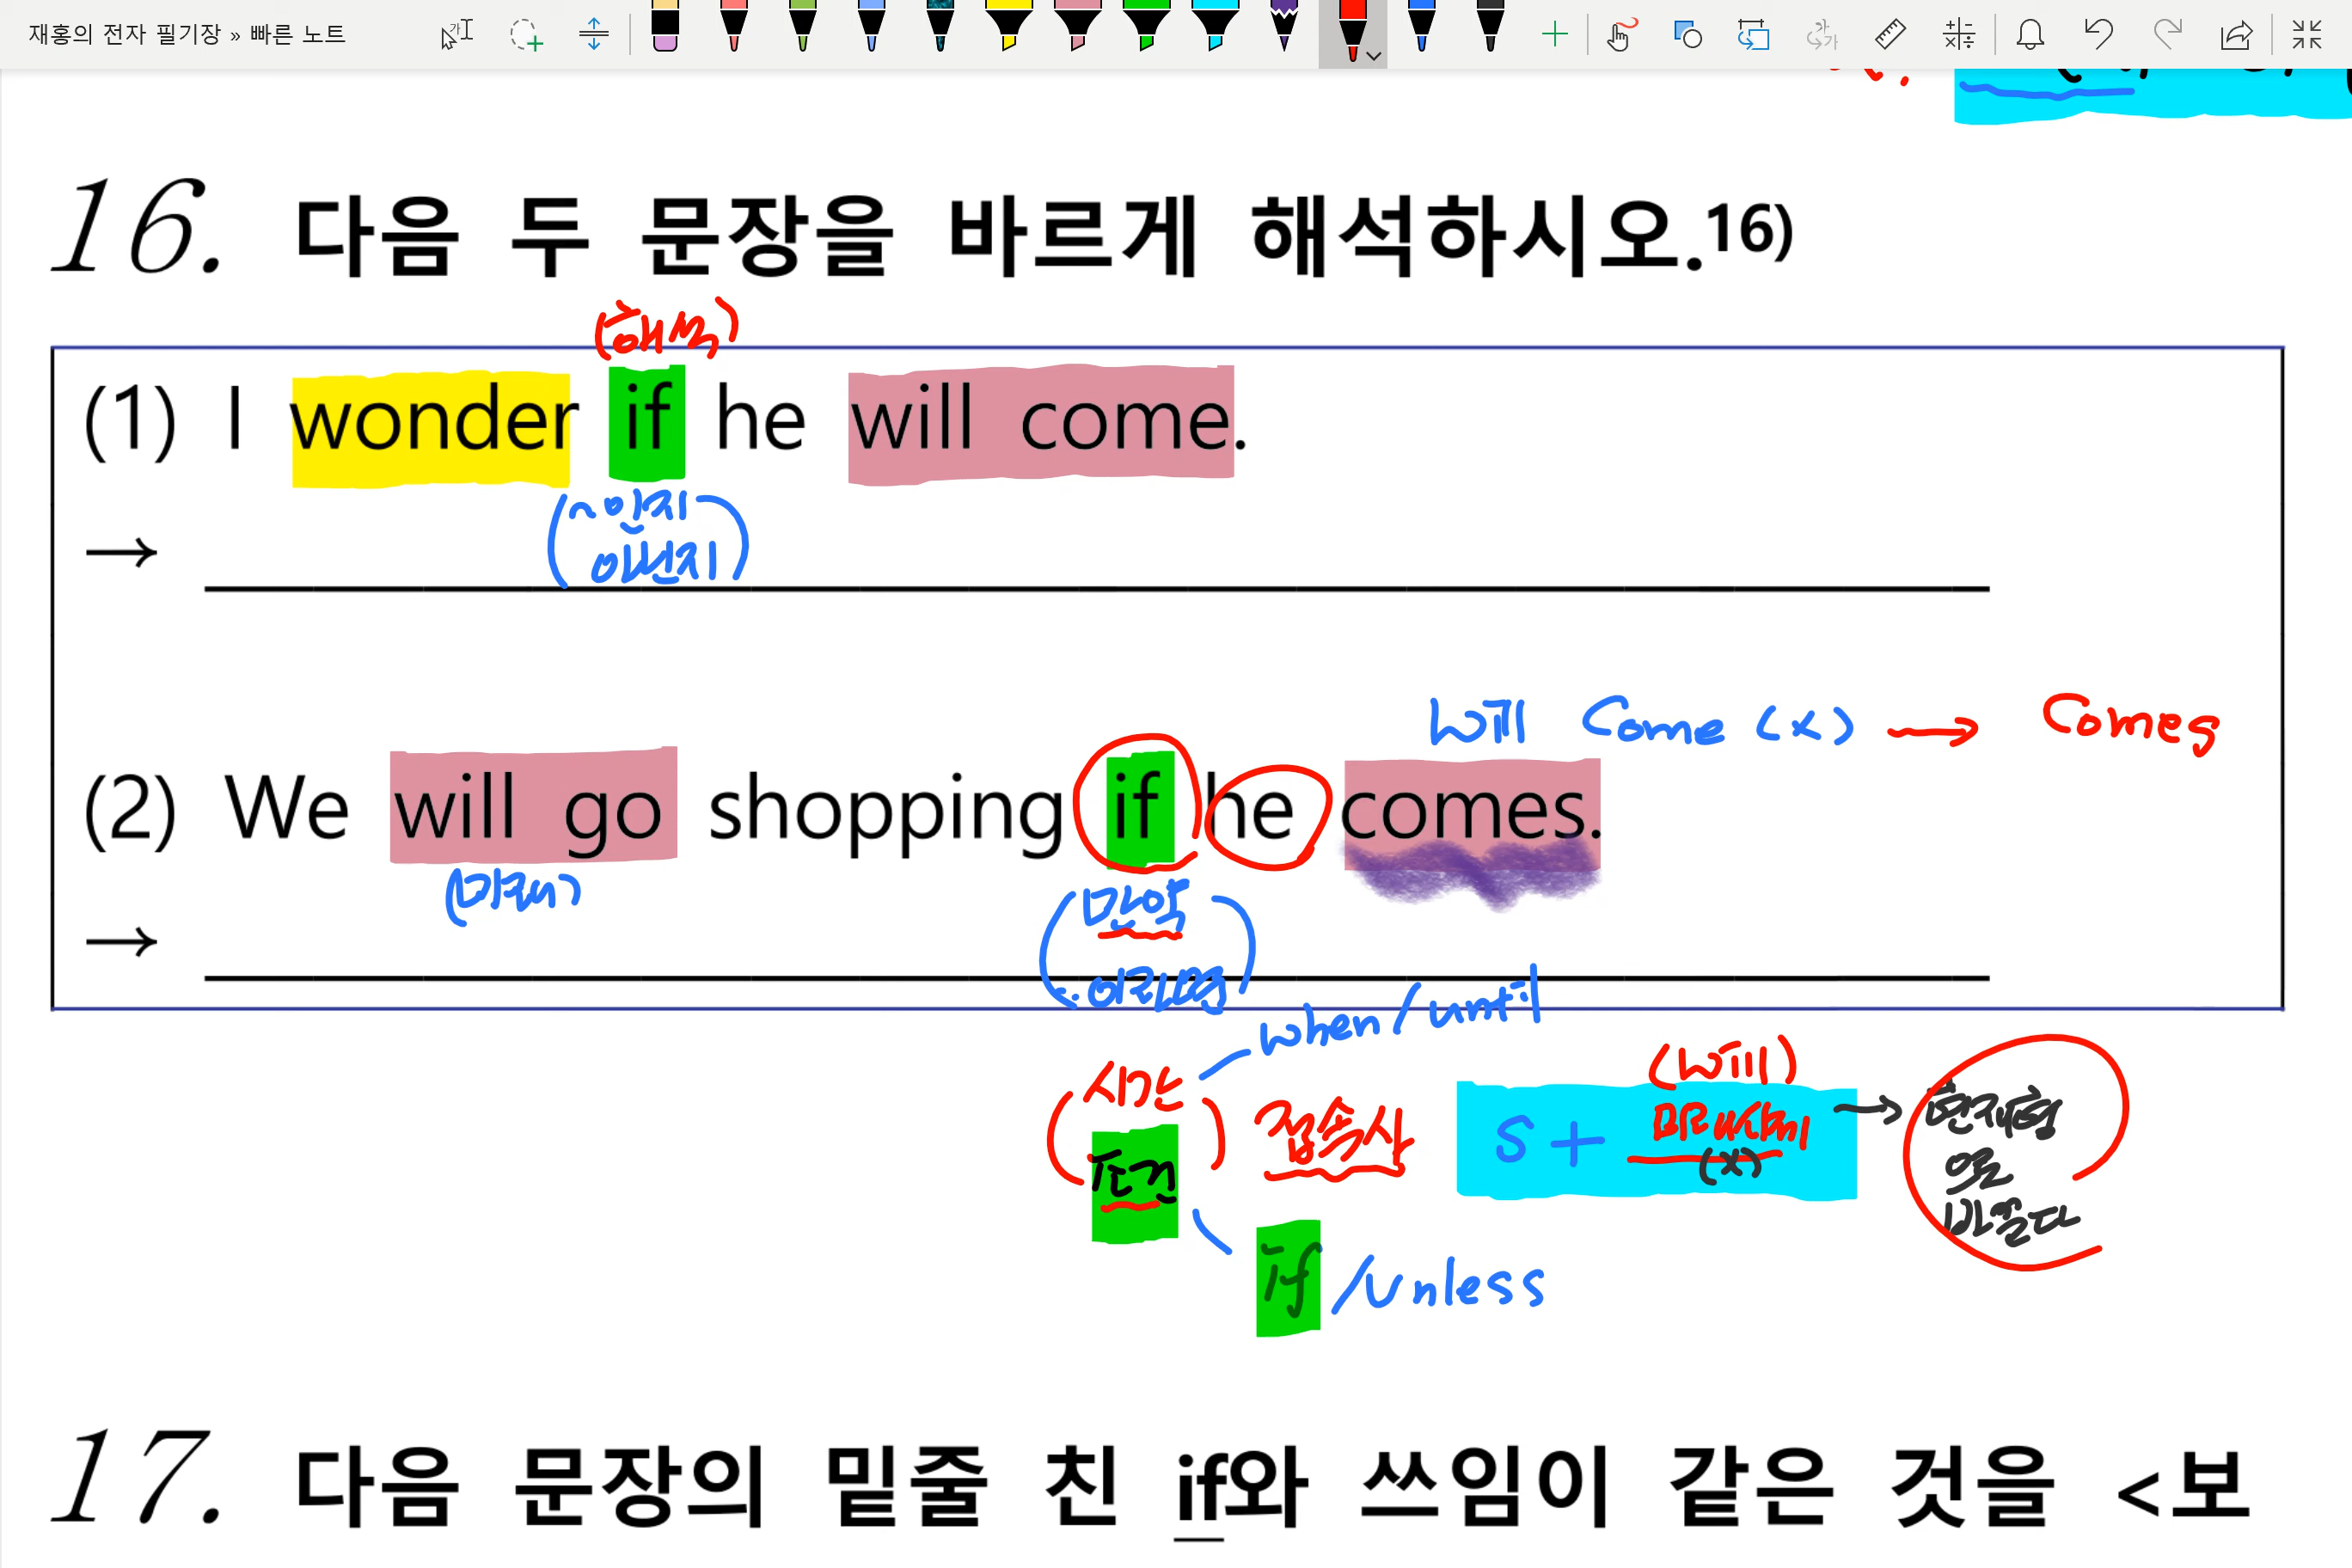 재홍의 전자 필기장 » 빠른 노트
16. 다음 두 문장을 바르게 해석하시오.16)
(해석)
(1) I wonder if he will come.
(~인지
아닌지)
→
will come (x) → comes
(2) We will go shopping if he comes.
(미래)
(만약
~이라면)
→
when / until
(시간
조건) 접속사 S + 미래시제 (will) (x) → 현재형
으로
바꾼다
if / unless
17. 다음 문장의 밑줄 친 if와 쓰임이 같은 것을 <보